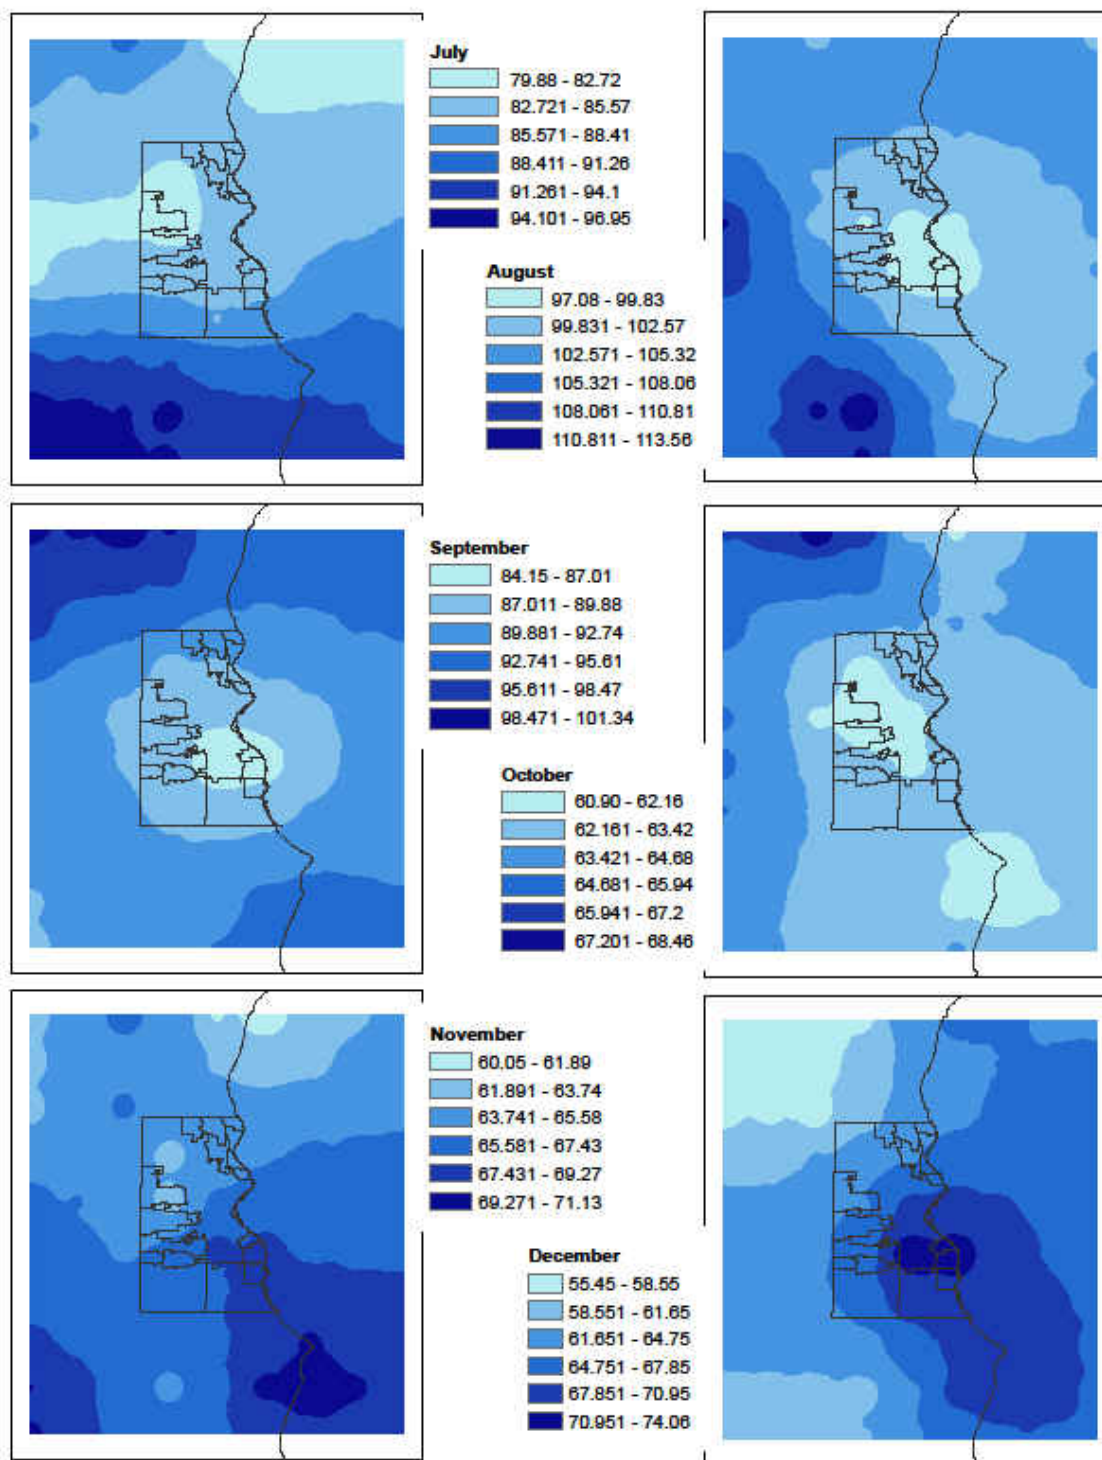 July
79.88 - 82.72
82.721 - 85.57
85.571 - 88.41
88.411 - 91.26
91.261 - 94.1
94.101 - 96.95
August
97.08 - 99.83
99.831 - 102.57
102.571 - 105.32
105.321 - 108.06
108.061 - 110.81
110.811 - 113.56
September
84.15 - 87.01
87.011 - 89.88
89.881 - 92.74
92.741 - 95.61
95.611 - 98.47
98.471 - 101.34
October
60.90 - 62.16
62.161 - 63.42
63.421 - 64.68
64.681 - 65.94
65.941 - 67.2
67.201 - 68.46
November
60.05 - 61.89
61.891 - 63.74
63.741 - 65.58
65.581 - 67.43
67.431 - 69.27
69.271 - 71.13
December
55.45 - 58.55
58.551 - 61.65
61.651 - 64.75
64.751 - 67.85
67.851 - 70.95
70.951 - 74.06